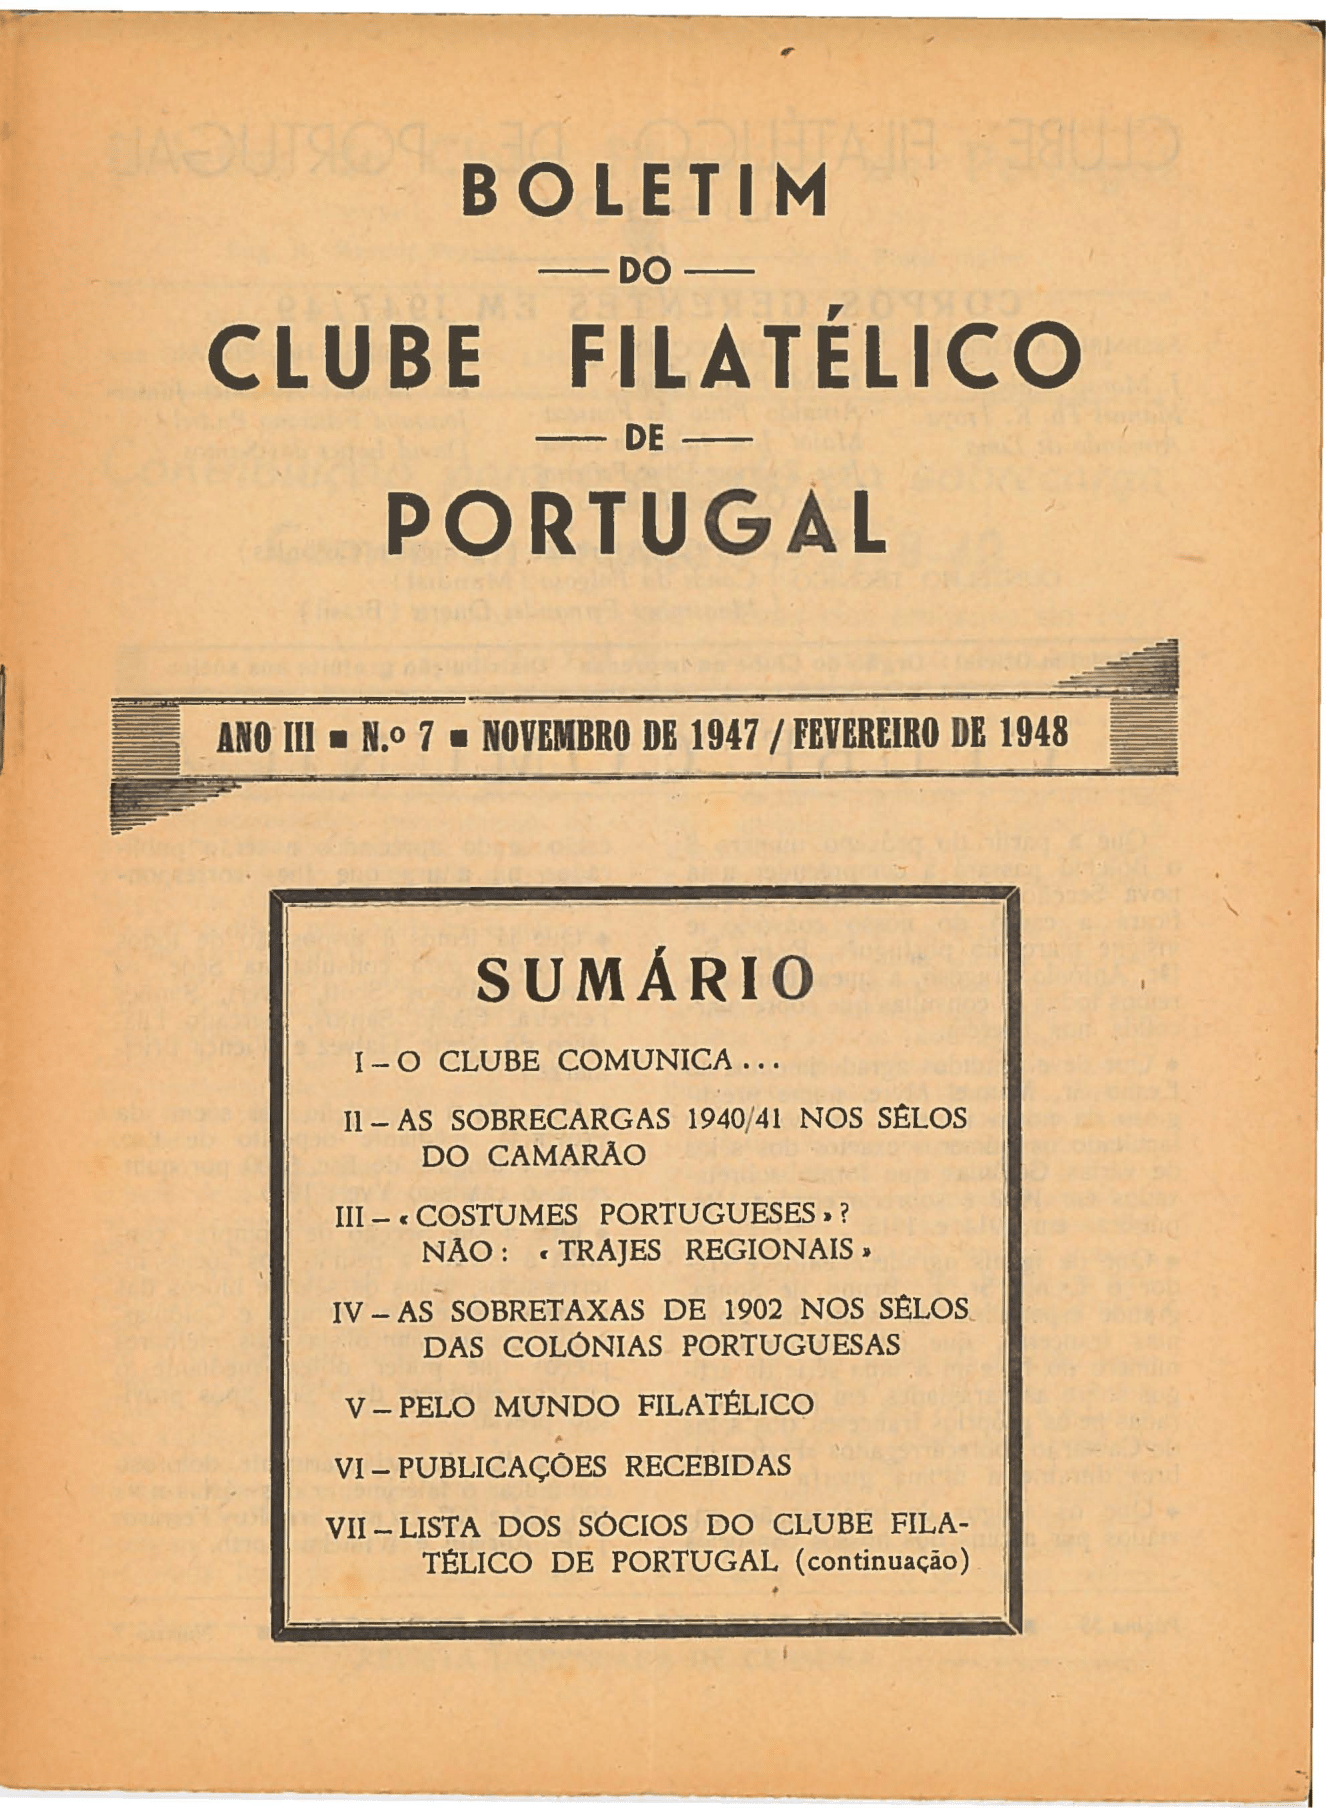 BOLETIM
DO
CLUBE FILATÉLICO
DE
PORTUGAL
ANO III ■ N.º 7 ■ NOVEMBRO DE 1947 / FEVEREIRO DE 1948
SUMÁRIO
I – O CLUBE COMUNICA...
II – AS SOBRECARGAS 1940/41 NOS SÊLOS
DO CAMARÃO
III – «COSTUMES PORTUGUESES»?
NÃO: «TRAJES REGIONAIS»
IV – AS SOBRETAXAS DE 1902 NOS SÊLOS
DAS COLÓNIAS PORTUGUESAS
V – PELO MUNDO FILATÉLICO
VI – PUBLICAÇÕES RECEBIDAS
VII – LISTA DOS SÓCIOS DO CLUBE FILA-
TÉLICO DE PORTUGAL (continuação)